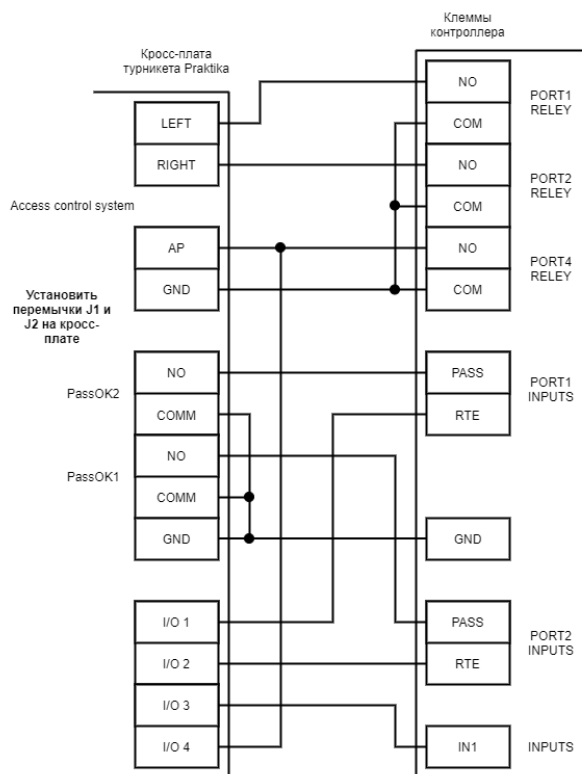 Клеммы
контроллера
Кросс-плата
турникета Praktika
NO
PORT1
RELEY
LEFT
COM
RIGHT
NO
PORT2
RELEY
Access control system
COM
AP
NO
PORT4
RELEY
GND
COM
Установить
перемычки J1 и
J2 на кросс-
плате
NO
PASS
PORT1
INPUTS
PassOK2
COMM
RTE
NO
PassOK1
COMM
GND
GND
I/O 1
PASS
PORT2
INPUTS
I/O 2
RTE
I/O 3
I/O 4
IN1
INPUTS